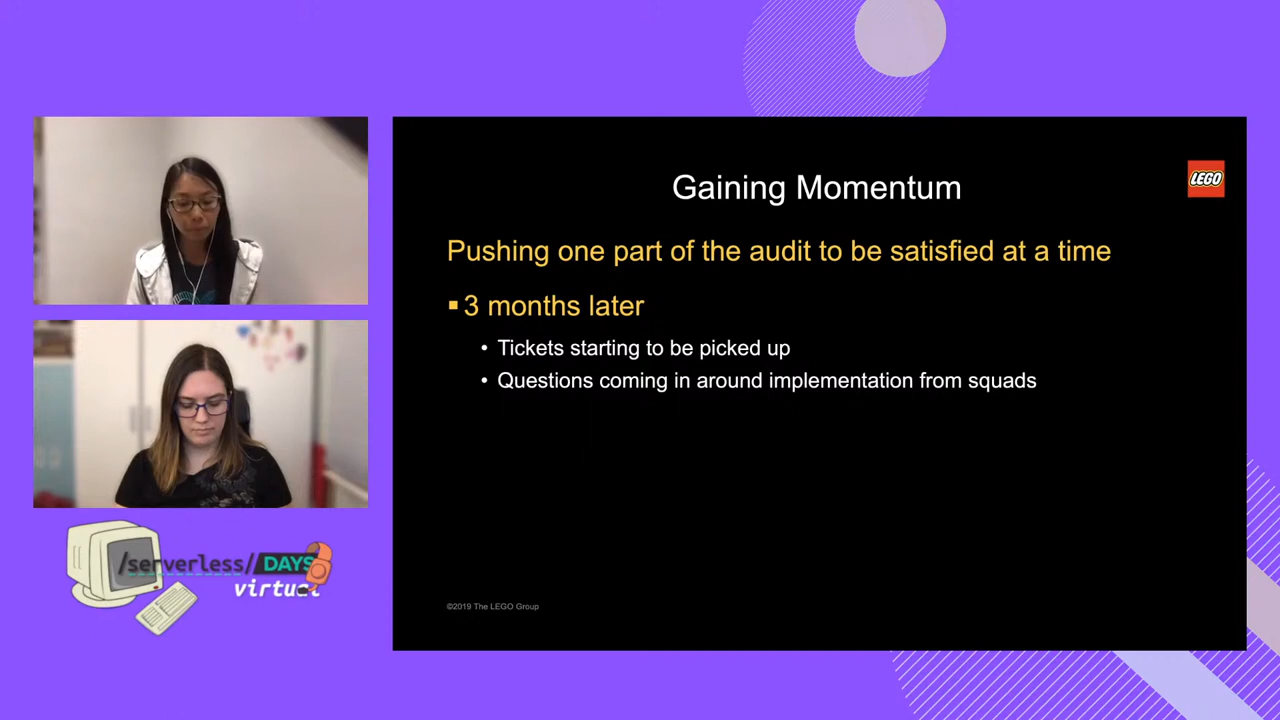 Gaining Momentum
LEGO
Pushing one part of the audit to be satisfied at a time
▪ 3 months later
• Tickets starting to be picked up
• Questions coming in around implementation from squads
©2019 The LEGO Group
/serverless/DAYS
virtual